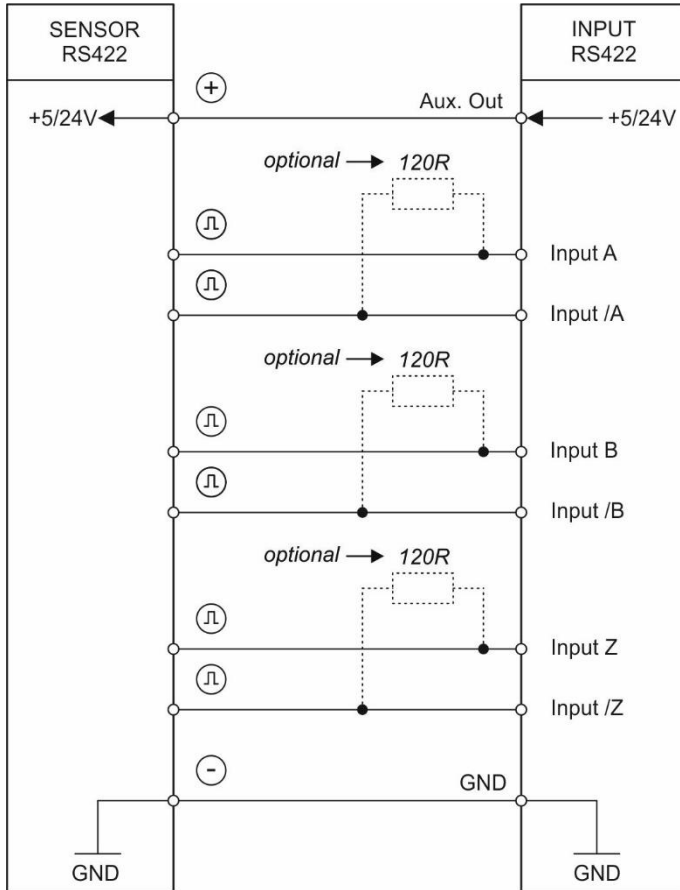 SENSOR
RS422
INPUT
RS422
+
Aux. Out
+5/24V
+5/24V
optional
120R
Input A
Input /A
optional
120R
Input B
Input /B
optional
120R
Input Z
Input /Z
-
GND
GND
GND